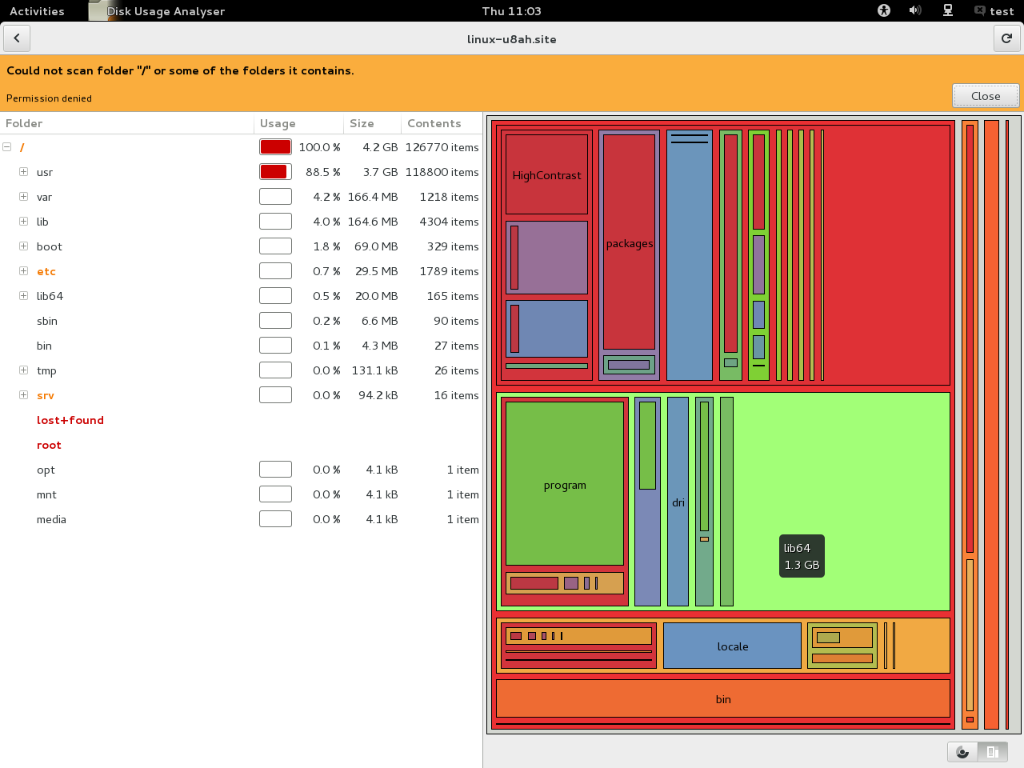 Activities Disk Usage Analyser Thu 11:03 test
linux-u8ah.site
Could not scan folder "/" or some of the folders it contains.
Permission denied
Close
Folder Usage Size Contents
/ 100.0 % 4.2 GB 126770 items
usr 88.5 % 3.7 GB 118800 items
var 4.2 % 166.4 MB 1218 items
lib 4.0 % 164.6 MB 4304 items
boot 1.8 % 69.0 MB 329 items
etc 0.7 % 29.5 MB 1789 items
lib64 0.5 % 20.0 MB 165 items
sbin 0.2 % 6.6 MB 90 items
bin 0.1 % 4.3 MB 27 items
tmp 0.0 % 131.1 kB 26 items
srv 0.0 % 94.2 kB 16 items
lost+found
root
opt 0.0 % 4.1 kB 1 item
mnt 0.0 % 4.1 kB 1 item
media 0.0 % 4.1 kB 1 item
HighContrast
packages
program
dri
lib64
1.3 GB
locale
bin